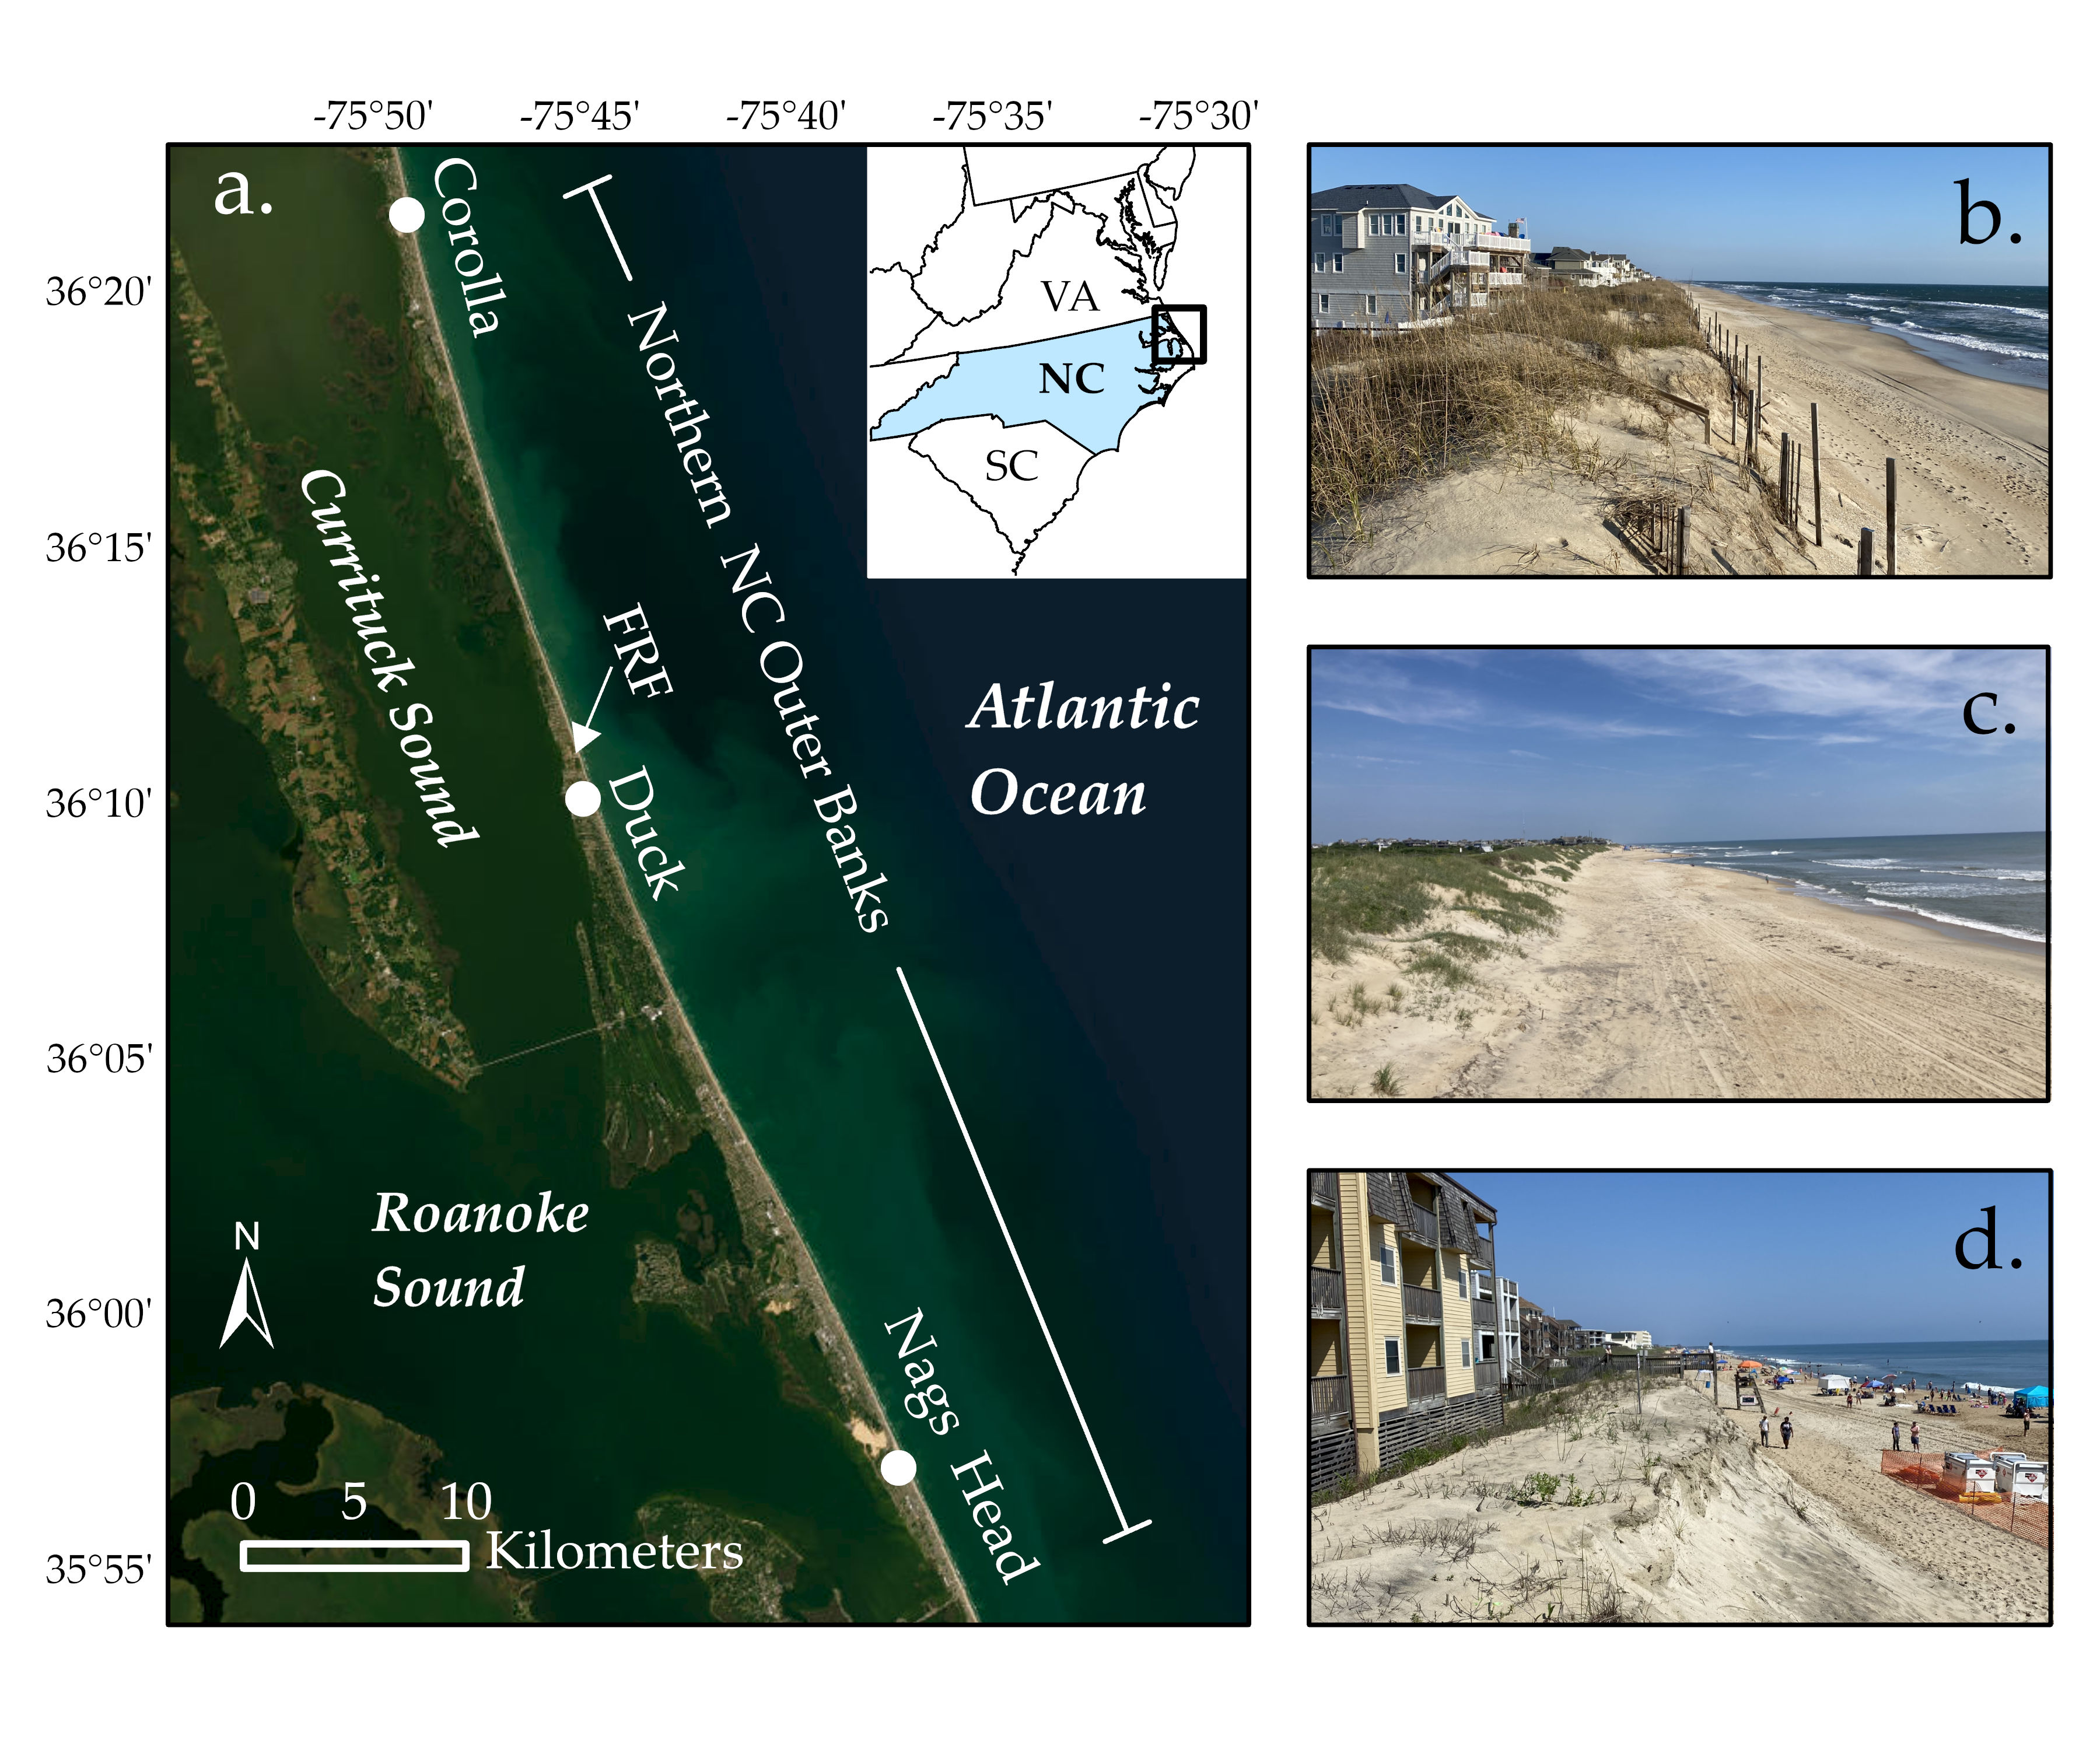 -75°50' -75°45' -75°40' -75°35' -75°30'
36°20'
36°15'
36°10'
36°05'
36°00'
35°55'
a.
Corolla
Northern NC Outer Banks
VA
NC
SC
Currituck Sound
FRF
Duck
Atlantic
Ocean
Roanoke
Sound
N
Nags Head
0 5 10
Kilometers
b.
c.
d.